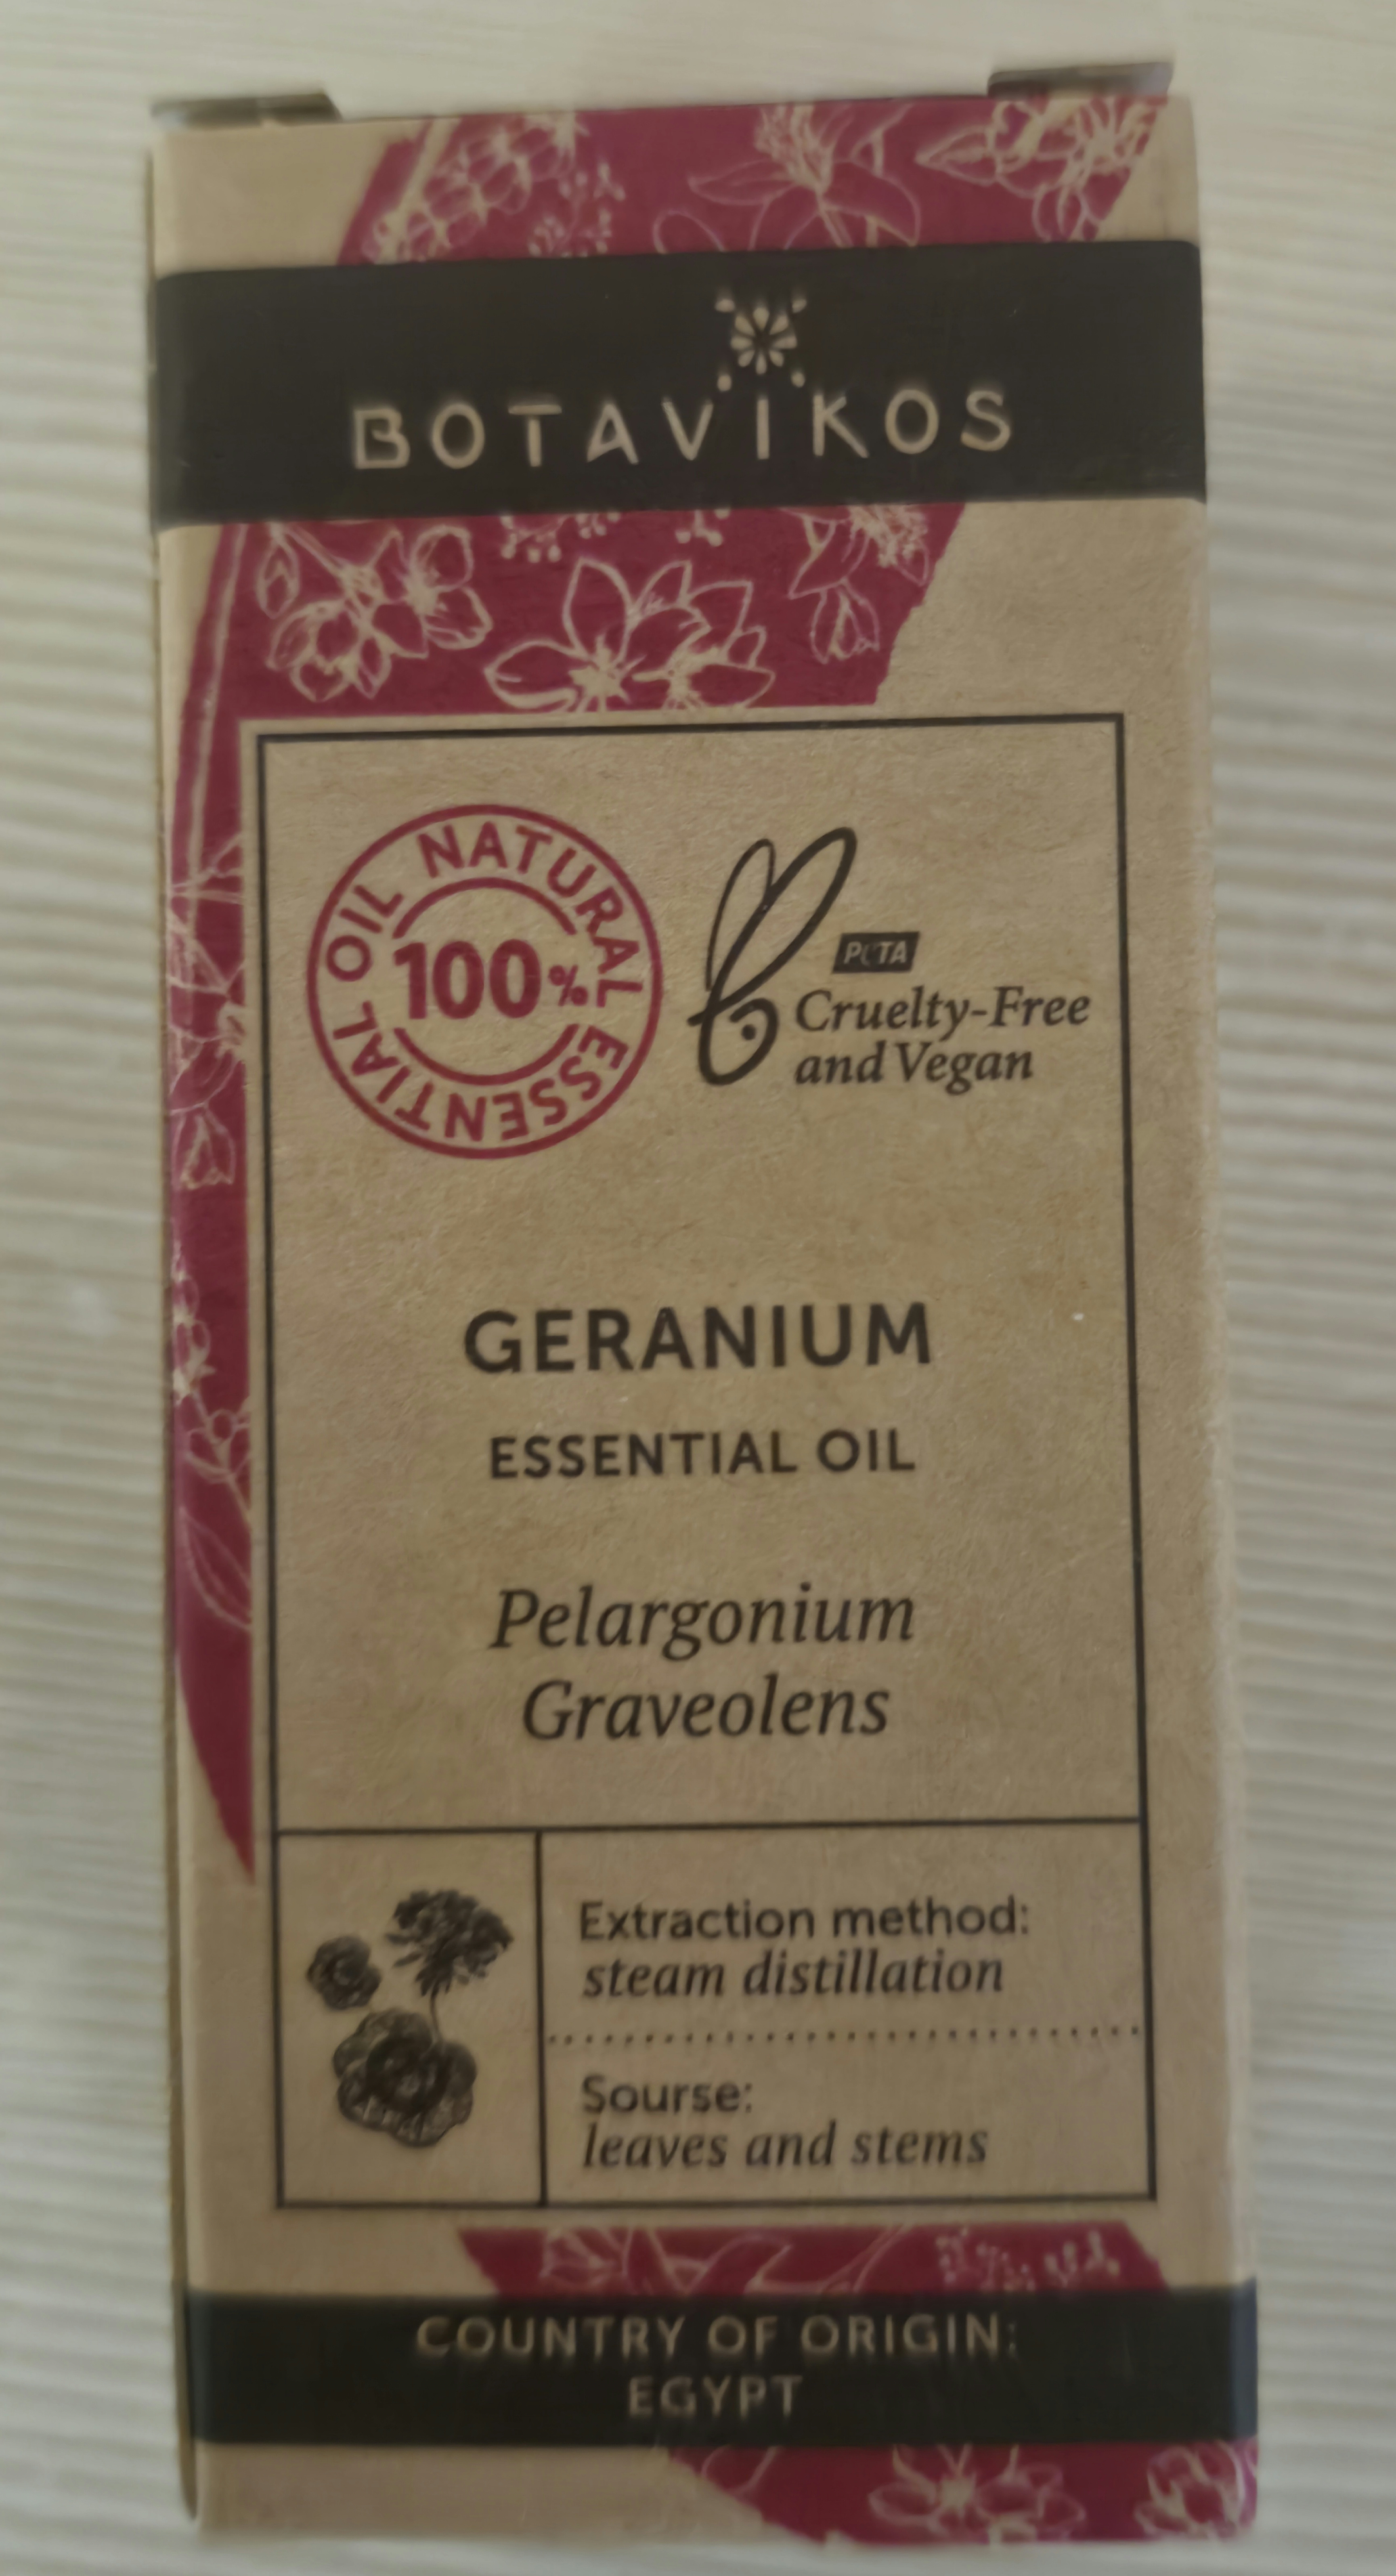 BOTAVIKOS
NATURAL ESSENTIAL OIL
100%
PETA
Cruelty-Free
and Vegan
GERANIUM
ESSENTIAL OIL
Pelargonium
Graveolens
Extraction method:
steam distillation
Sourse:
leaves and stems
COUNTRY OF ORIGIN:
EGYPT